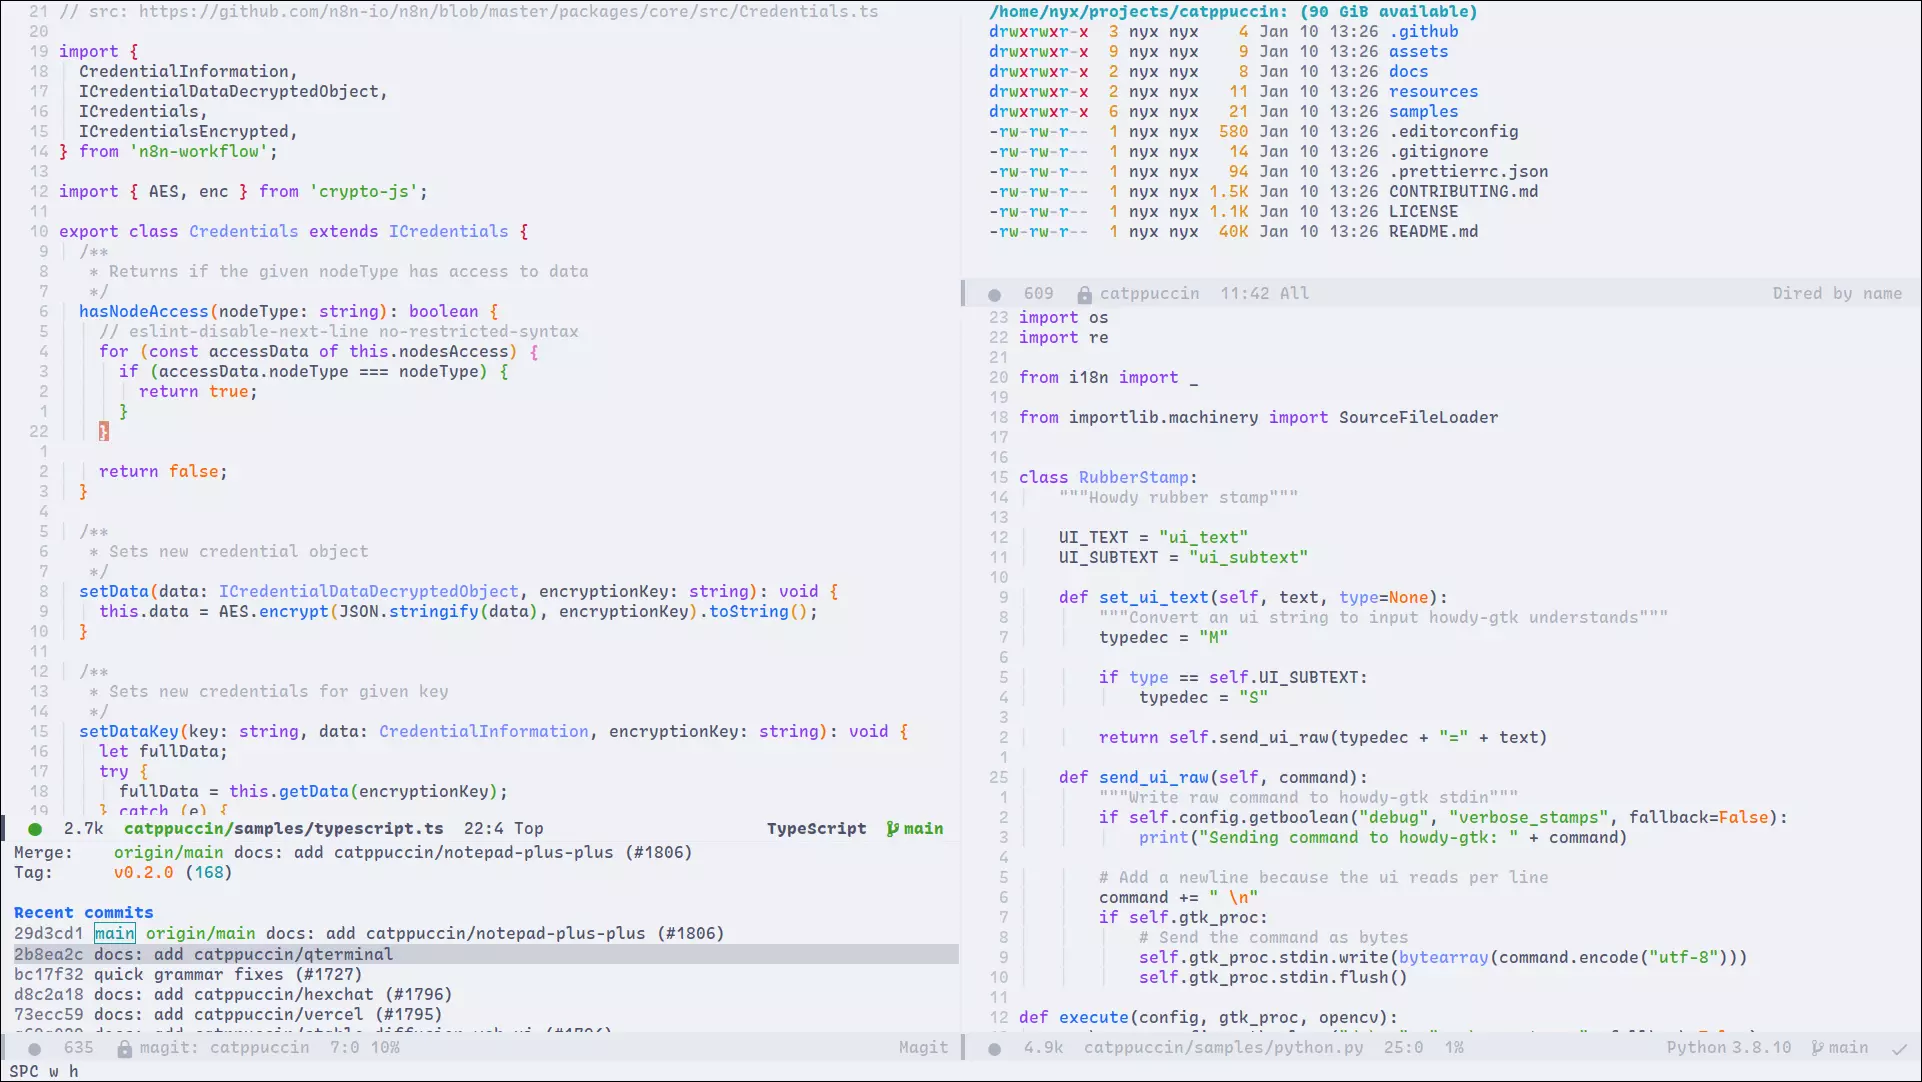 21 // src: https://github.com/n8n-io/n8n/blob/master/packages/core/src/Credentials.ts
20
19 import {
18 CredentialInformation,
17 ICredentialDataDecryptedObject,
16 ICredentials,
15 ICredentialsEncrypted,
14 } from 'n8n-workflow';
13
12 import { AES, enc } from 'crypto-js';
11
10 export class Credentials extends ICredentials {
9 /**
8 * Returns if the given nodeType has access to data
7 */
6 hasNodeAccess(nodeType: string): boolean {
5 // eslint-disable-next-line no-restricted-syntax
4 for (const accessData of this.nodesAccess) {
3 if (accessData.nodeType === nodeType) {
2 return true;
1 }
22 }
1
2 return false;
3 }
4
5 /**
6 * Sets new credential object
7 */
8 setData(data: ICredentialDataDecryptedObject, encryptionKey: string): void {
9 this.data = AES.encrypt(JSON.stringify(data), encryptionKey).toString();
10 }
11
12 /**
13 * Sets new credentials for given key
14 */
15 setDataKey(key: string, data: CredentialInformation, encryptionKey: string): void {
16 let fullData;
17 try {
18 fullData = this.getData(encryptionKey);
19 } catch (e) {
2.7k catppuccin/samples/typescript.ts 22:4 Top TypeScript main
Merge: origin/main docs: add catppuccin/notepad-plus-plus (#1806)
Tag: v0.2.0 (168)
Recent commits
29d3cd1 main origin/main docs: add catppuccin/notepad-plus-plus (#1806)
2b8ea2c docs: add catppuccin/qterminal
bc17f32 quick grammar fixes (#1727)
d8c2a18 docs: add catppuccin/hexchat (#1796)
73ecc59 docs: add catppuccin/vercel (#1795)
635 magit: catppuccin 7:0 10% Magit
SPC w h
/home/nyx/projects/catppuccin: (90 GiB available)
drwxrwxr-x 3 nyx nyx 4 Jan 10 13:26 .github
drwxrwxr-x 9 nyx nyx 9 Jan 10 13:26 assets
drwxrwxr-x 2 nyx nyx 8 Jan 10 13:26 docs
drwxrwxr-x 2 nyx nyx 11 Jan 10 13:26 resources
drwxrwxr-x 6 nyx nyx 21 Jan 10 13:26 samples
-rw-rw-r-- 1 nyx nyx 580 Jan 10 13:26 .editorconfig
-rw-rw-r-- 1 nyx nyx 14 Jan 10 13:26 .gitignore
-rw-rw-r-- 1 nyx nyx 94 Jan 10 13:26 .prettierrc.json
-rw-rw-r-- 1 nyx nyx 1.5K Jan 10 13:26 CONTRIBUTING.md
-rw-rw-r-- 1 nyx nyx 1.1K Jan 10 13:26 LICENSE
-rw-rw-r-- 1 nyx nyx 40K Jan 10 13:26 README.md
609 catppuccin 11:42 All Dired by name
23 import os
22 import re
21
20 from i18n import _
19
18 from importlib.machinery import SourceFileLoader
17
16
15 class RubberStamp:
14 """Howdy rubber stamp"""
13
12 UI_TEXT = "ui_text"
11 UI_SUBTEXT = "ui_subtext"
10
9 def set_ui_text(self, text, type=None):
8 """Convert an ui string to input howdy-gtk understands"""
7 typedec = "M"
6
5 if type == self.UI_SUBTEXT:
4 typedec = "S"
3
2 return self.send_ui_raw(typedec + "=" + text)
1
25 def send_ui_raw(self, command):
1 """Write raw command to howdy-gtk stdin"""
2 if self.config.getboolean("debug", "verbose_stamps", fallback=False):
3 print("Sending command to howdy-gtk: " + command)
4
5 # Add a newline because the ui reads per line
6 command += " \n"
7 if self.gtk_proc:
8 # Send the command as bytes
9 self.gtk_proc.stdin.write(bytearray(command.encode("utf-8")))
10 self.gtk_proc.stdin.flush()
11
12 def execute(config, gtk_proc, opencv):
4.9k catppuccin/samples/python.py 25:0 1% Python 3.8.10 main